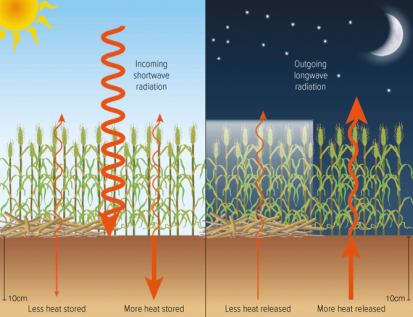 Incoming
shortwave
radiation
Outgoing
longwave
radiation
10cm
Less heat stored
More heat stored
Less heat released
More heat released
10cm